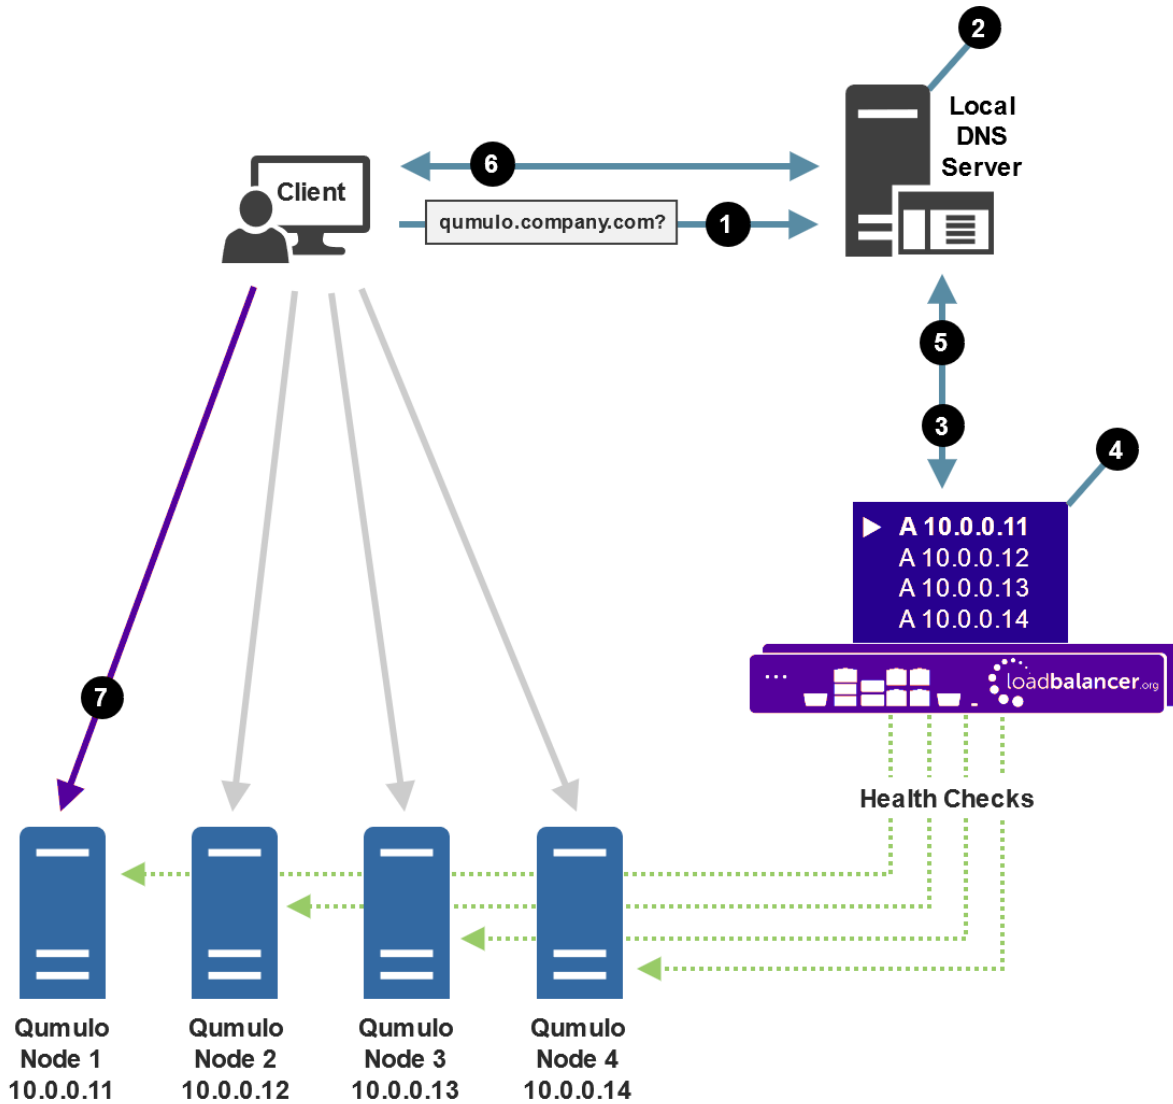 2
Local
DNS
Server
6
Client
qumulo.company.com?
1
5
3
4
A 10.0.0.11
A 10.0.0.12
A 10.0.0.13
A 10.0.0.14
loadbalancer.org
7
Health Checks
Qumulo
Node 1
10.0.0.11
Qumulo
Node 2
10.0.0.12
Qumulo
Node 3
10.0.0.13
Qumulo
Node 4
10.0.0.14